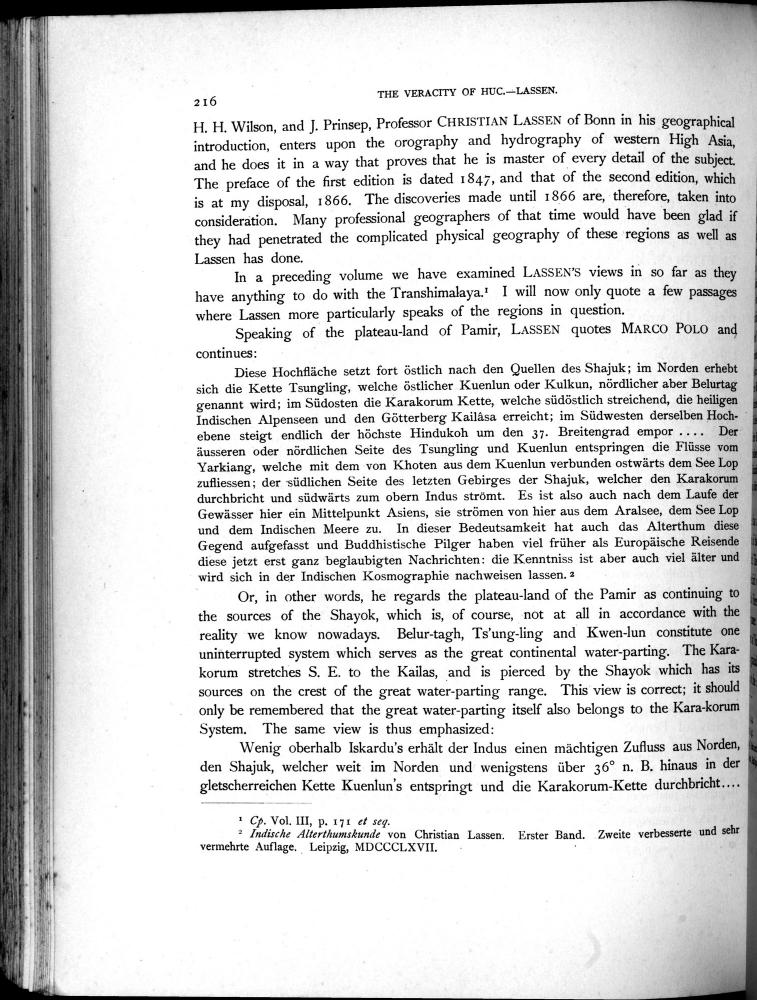 216
THE VERACITY OF HUC.—LASSEN.
H. H. Wilson, and J. Prinsep, Professor CHRISTIAN LASSEN of Bonn in his geographical
introduction, enters upon the orography and hydrography of western High Asia,
and he does it in a way that proves that he is master of every detail of the subject.
The preface of the first edition is dated 1847, and that of the second edition, which
is at my disposal, 1866. The discoveries made until 1866 are, therefore, taken into
consideration. Many professional geographers of that time would have been glad if
they had penetrated the complicated physical geography of these regions as well as
Lassen has done.
In a preceding volume we have examined LASSEN'S views in so far as they
have anything to do with the Transhimalaya.¹ I will now only quote a few passages
where Lassen more particularly speaks of the regions in question.
Speaking of the plateau-land of Pamir, LASSEN quotes MARCO POLO and
continues:
Diese Hochfläche setzt fort östlich nach den Quellen des Shajuk; im Norden erhebt
sich die Kette Tsungling, welche östlicher Kuenlun oder Kulkun, nördlicher aber Belurtag
genannt wird; im Südosten die Karakorum Kette, welche südöstlich streichend, die heiligen
Indischen Alpenseen und den Götterberg Kailâsa erreicht; im Südwesten derselben Hoch-
ebene steigt endlich der höchste Hindukoh um den 37. Breitengrad empor .... Der
äusseren oder nördlichen Seite des Tsungling und Kuenlun entspringen die Flüsse vom
Yarkiang, welche mit dem von Khoten aus dem Kuenlun verbunden ostwärts dem See Lop
zufliessen; der südlichen Seite des letzten Gebirges der Shajuk, welcher den Karakorum
durchbricht und südwärts zum obern Indus strömt. Es ist also auch nach dem Laufe der
Gewässer hier ein Mittelpunkt Asiens, sie strömen von hier aus dem Aralsee, dem See Lop
und dem Indischen Meere zu. In dieser Bedeutsamkeit hat auch das Alterthum diese
Gegend aufgefasst und Buddhistische Pilger haben viel früher als Europäische Reisende
diese jetzt erst ganz beglaubigten Nachrichten: die Kenntniss ist aber auch viel älter und
wird sich in der Indischen Kosmographie nachweisen lassen.²
Or, in other words, he regards the plateau-land of the Pamir as continuing to
the sources of the Shayok, which is, of course, not at all in accordance with the
reality we know nowadays. Belur-tagh, Ts'ung-ling and Kwen-lun constitute one
uninterrupted system which serves as the great continental water-parting. The Kara-
korum stretches S. E. to the Kailas, and is pierced by the Shayok which has its
sources on the crest of the great water-parting range. This view is correct; it should
only be remembered that the great water-parting itself also belongs to the Kara-korum
System. The same view is thus emphasized:
Wenig oberhalb Iskardu's erhält der Indus einen mächtigen Zufluss aus Norden,
den Shajuk, welcher weit im Norden und wenigstens über 36° n. B. hinaus in der
gletscherreichen Kette Kuenlun's entspringt und die Karakorum-Kette durchbricht....
¹ Cp. Vol. III, p. 171 et seq.
² Indische Alterthumskunde von Christian Lassen. Erster Band. Zweite verbesserte und sehr
vermehrte Auflage. Leipzig, MDCCCLXVII.